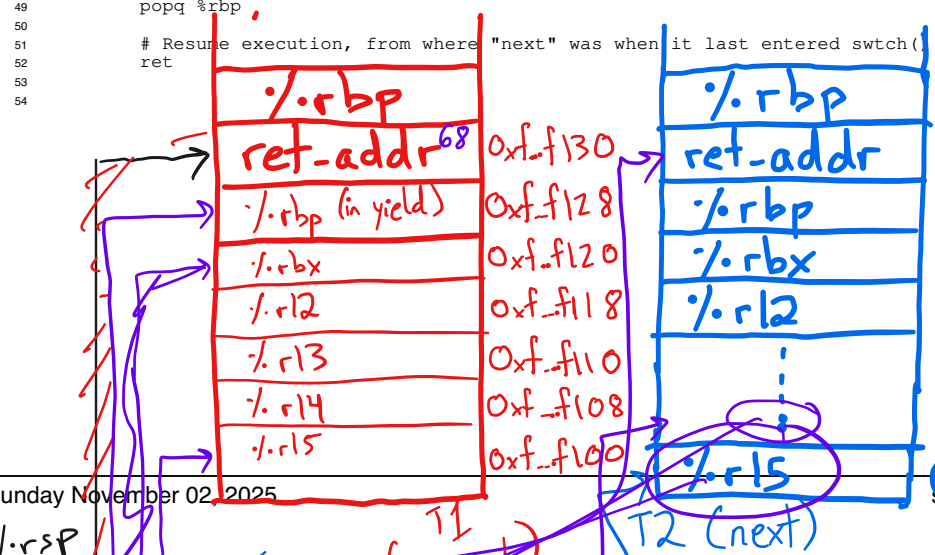 49 popq %rbp
50
51 # Resume execution, from where "next" was when it last entered swtch()
52 ret
53
54
%rbp %rbp
ret_addr 68 0xf..f130 ret_addr
%rbp (in yield) 0xf..f128 %rbp
%rbx 0xf..f120 %rbx
%r12 0xf..f118 %r12
%r13 0xf..f110
%r14 0xf..f108
%r15 0xf..f100 %r15
unday November 02, 2025
%rsp T1 T2 (next)